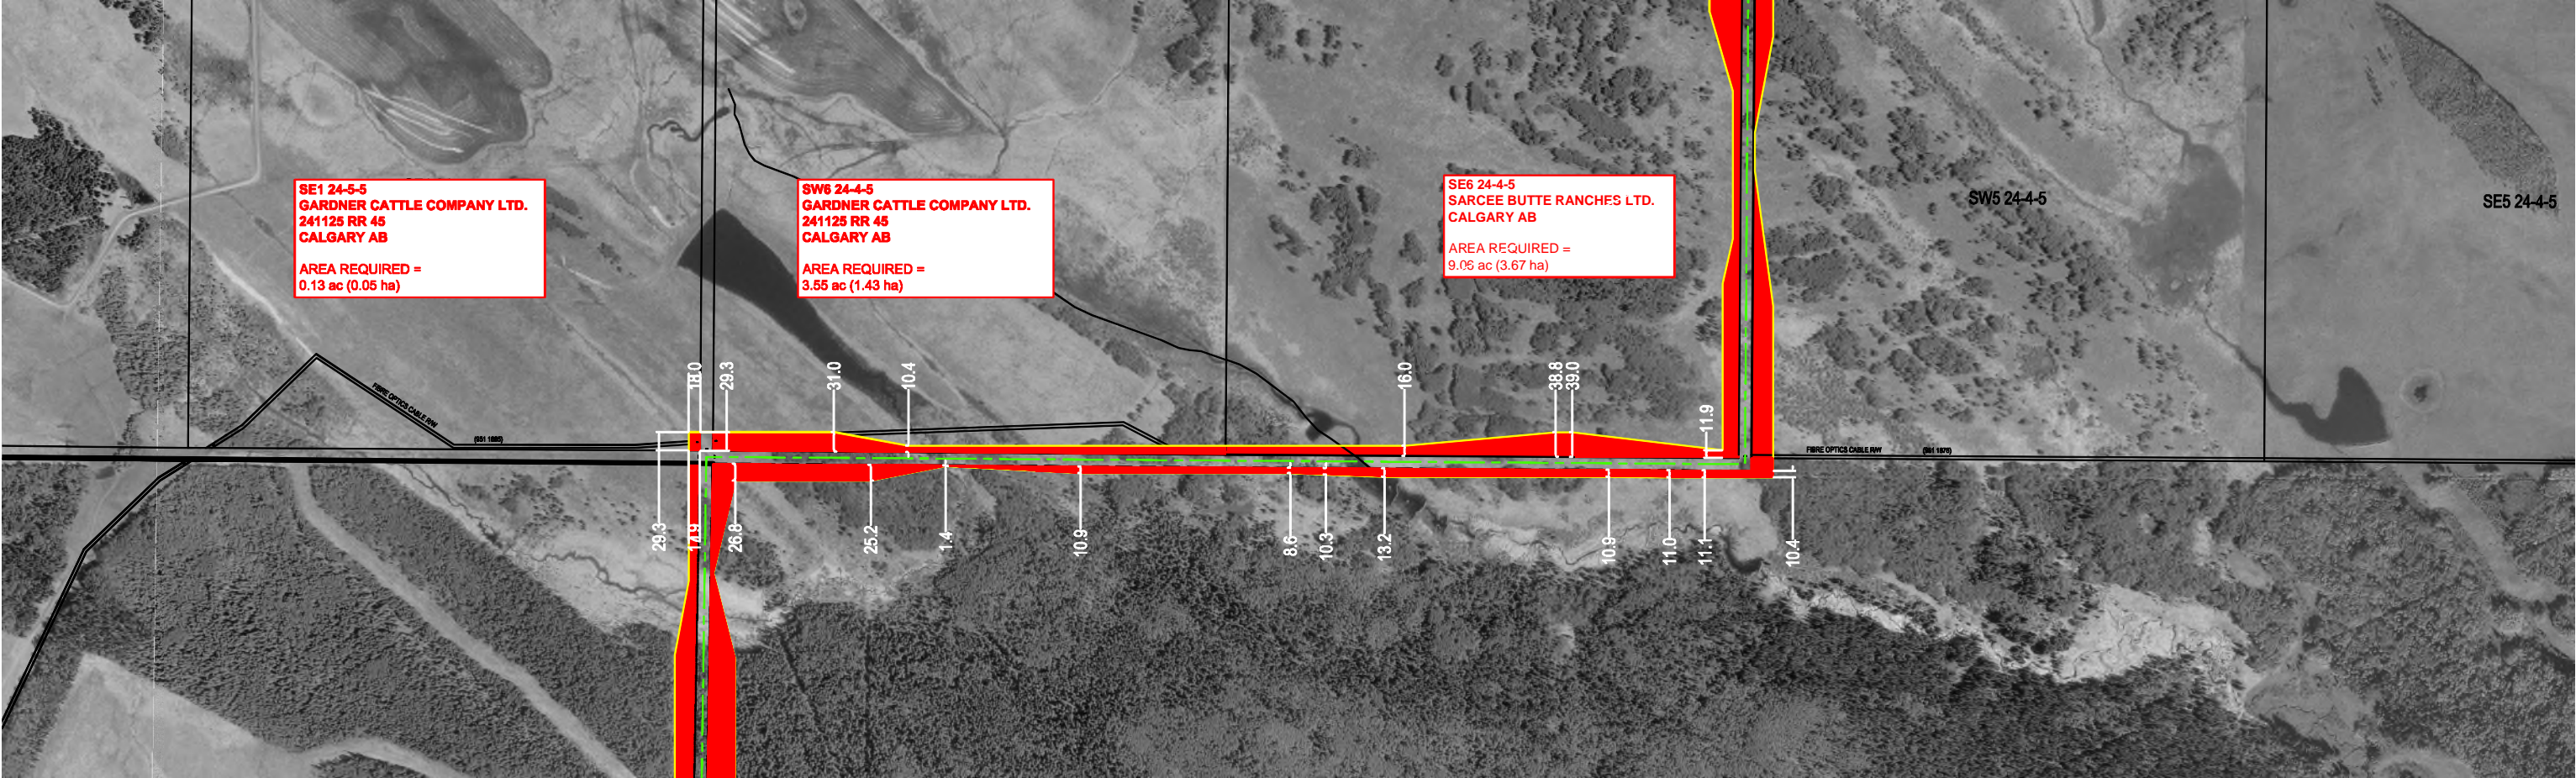 SE1 24-5-5
GARDNER CATTLE COMPANY LTD.
241125 RR 45
CALGARY AB
AREA REQUIRED =
0.13 ac (0.05 ha)
SW6 24-4-5
GARDNER CATTLE COMPANY LTD.
241125 RR 45
CALGARY AB
AREA REQUIRED =
3.55 ac (1.43 ha)
SE6 24-4-5
SARCEE BUTTE RANCHES LTD.
CALGARY AB
AREA REQUIRED =
9.06 ac (3.67 ha)
SW5 24-4-5
SE5 24-4-5
FIBRE OPTICS CABLE R/W
18.0
29.3
31.0
10.4
16.0
38.8
39.0
11.9
FIBRE OPTICS CABLE R/W
29.3
14.9
26.8
25.2
1.4
10.9
8.6
10.3
13.2
10.9
11.0
11.1
10.4